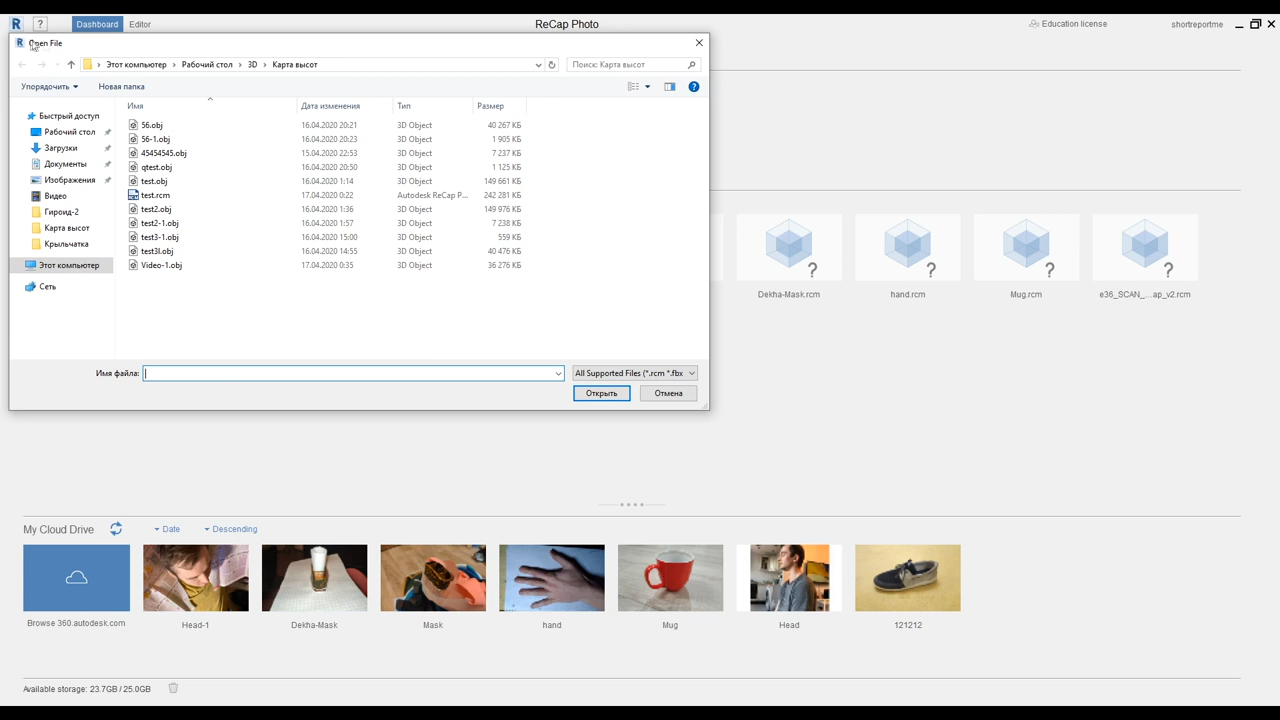 R ? Dashboard Editor ReCap Photo Education license shortreportme
Open File
Этот компьютер › Рабочий стол › 3D › Карта высот Поиск: Карта высот
Упорядочить Новая папка
Имя Дата изменения Тип Размер
Быстрый доступ
Рабочий стол
Загрузки
Документы
Изображения
Видео
Гироид-2
Карта высот
Крыльчатка
Этот компьютер
Сеть
56.obj 16.04.2020 20:21 3D Object 40 267 КБ
56-1.obj 16.04.2020 20:23 3D Object 1 905 КБ
45454545.obj 15.04.2020 22:53 3D Object 7 237 КБ
qtest.obj 16.04.2020 20:50 3D Object 1 125 КБ
test.obj 16.04.2020 1:14 3D Object 149 661 КБ
test.rcm 17.04.2020 0:22 Autodesk ReCap P... 242 281 КБ
test2.obj 16.04.2020 1:36 3D Object 149 976 КБ
test2-1.obj 16.04.2020 1:57 3D Object 7 238 КБ
test3-1.obj 16.04.2020 15:00 3D Object 559 КБ
test3l.obj 16.04.2020 14:55 3D Object 40 476 КБ
Video-1.obj 17.04.2020 0:35 3D Object 36 276 КБ
Имя файла: All Supported Files (*.rcm *.fbx
Открыть Отмена
? ? ? ?
Dekha-Mask.rcm hand.rcm Mug.rcm e36_SCAN_...ap_v2.rcm
My Cloud Drive Date Descending
Browse 360.autodesk.com Head-1 Dekha-Mask Mask hand Mug Head 121212
Available storage: 23.7GB / 25.0GB